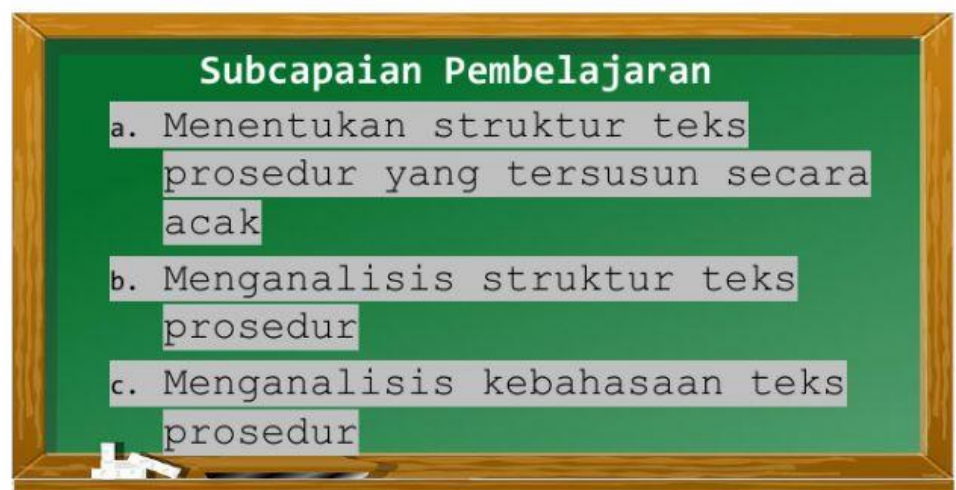 Subcapaian Pembelajaran
a. Menentukan struktur teks
prosedur yang tersusun secara
acak
b. Menganalisis struktur teks
prosedur
c. Menganalisis kebahasaan teks
prosedur